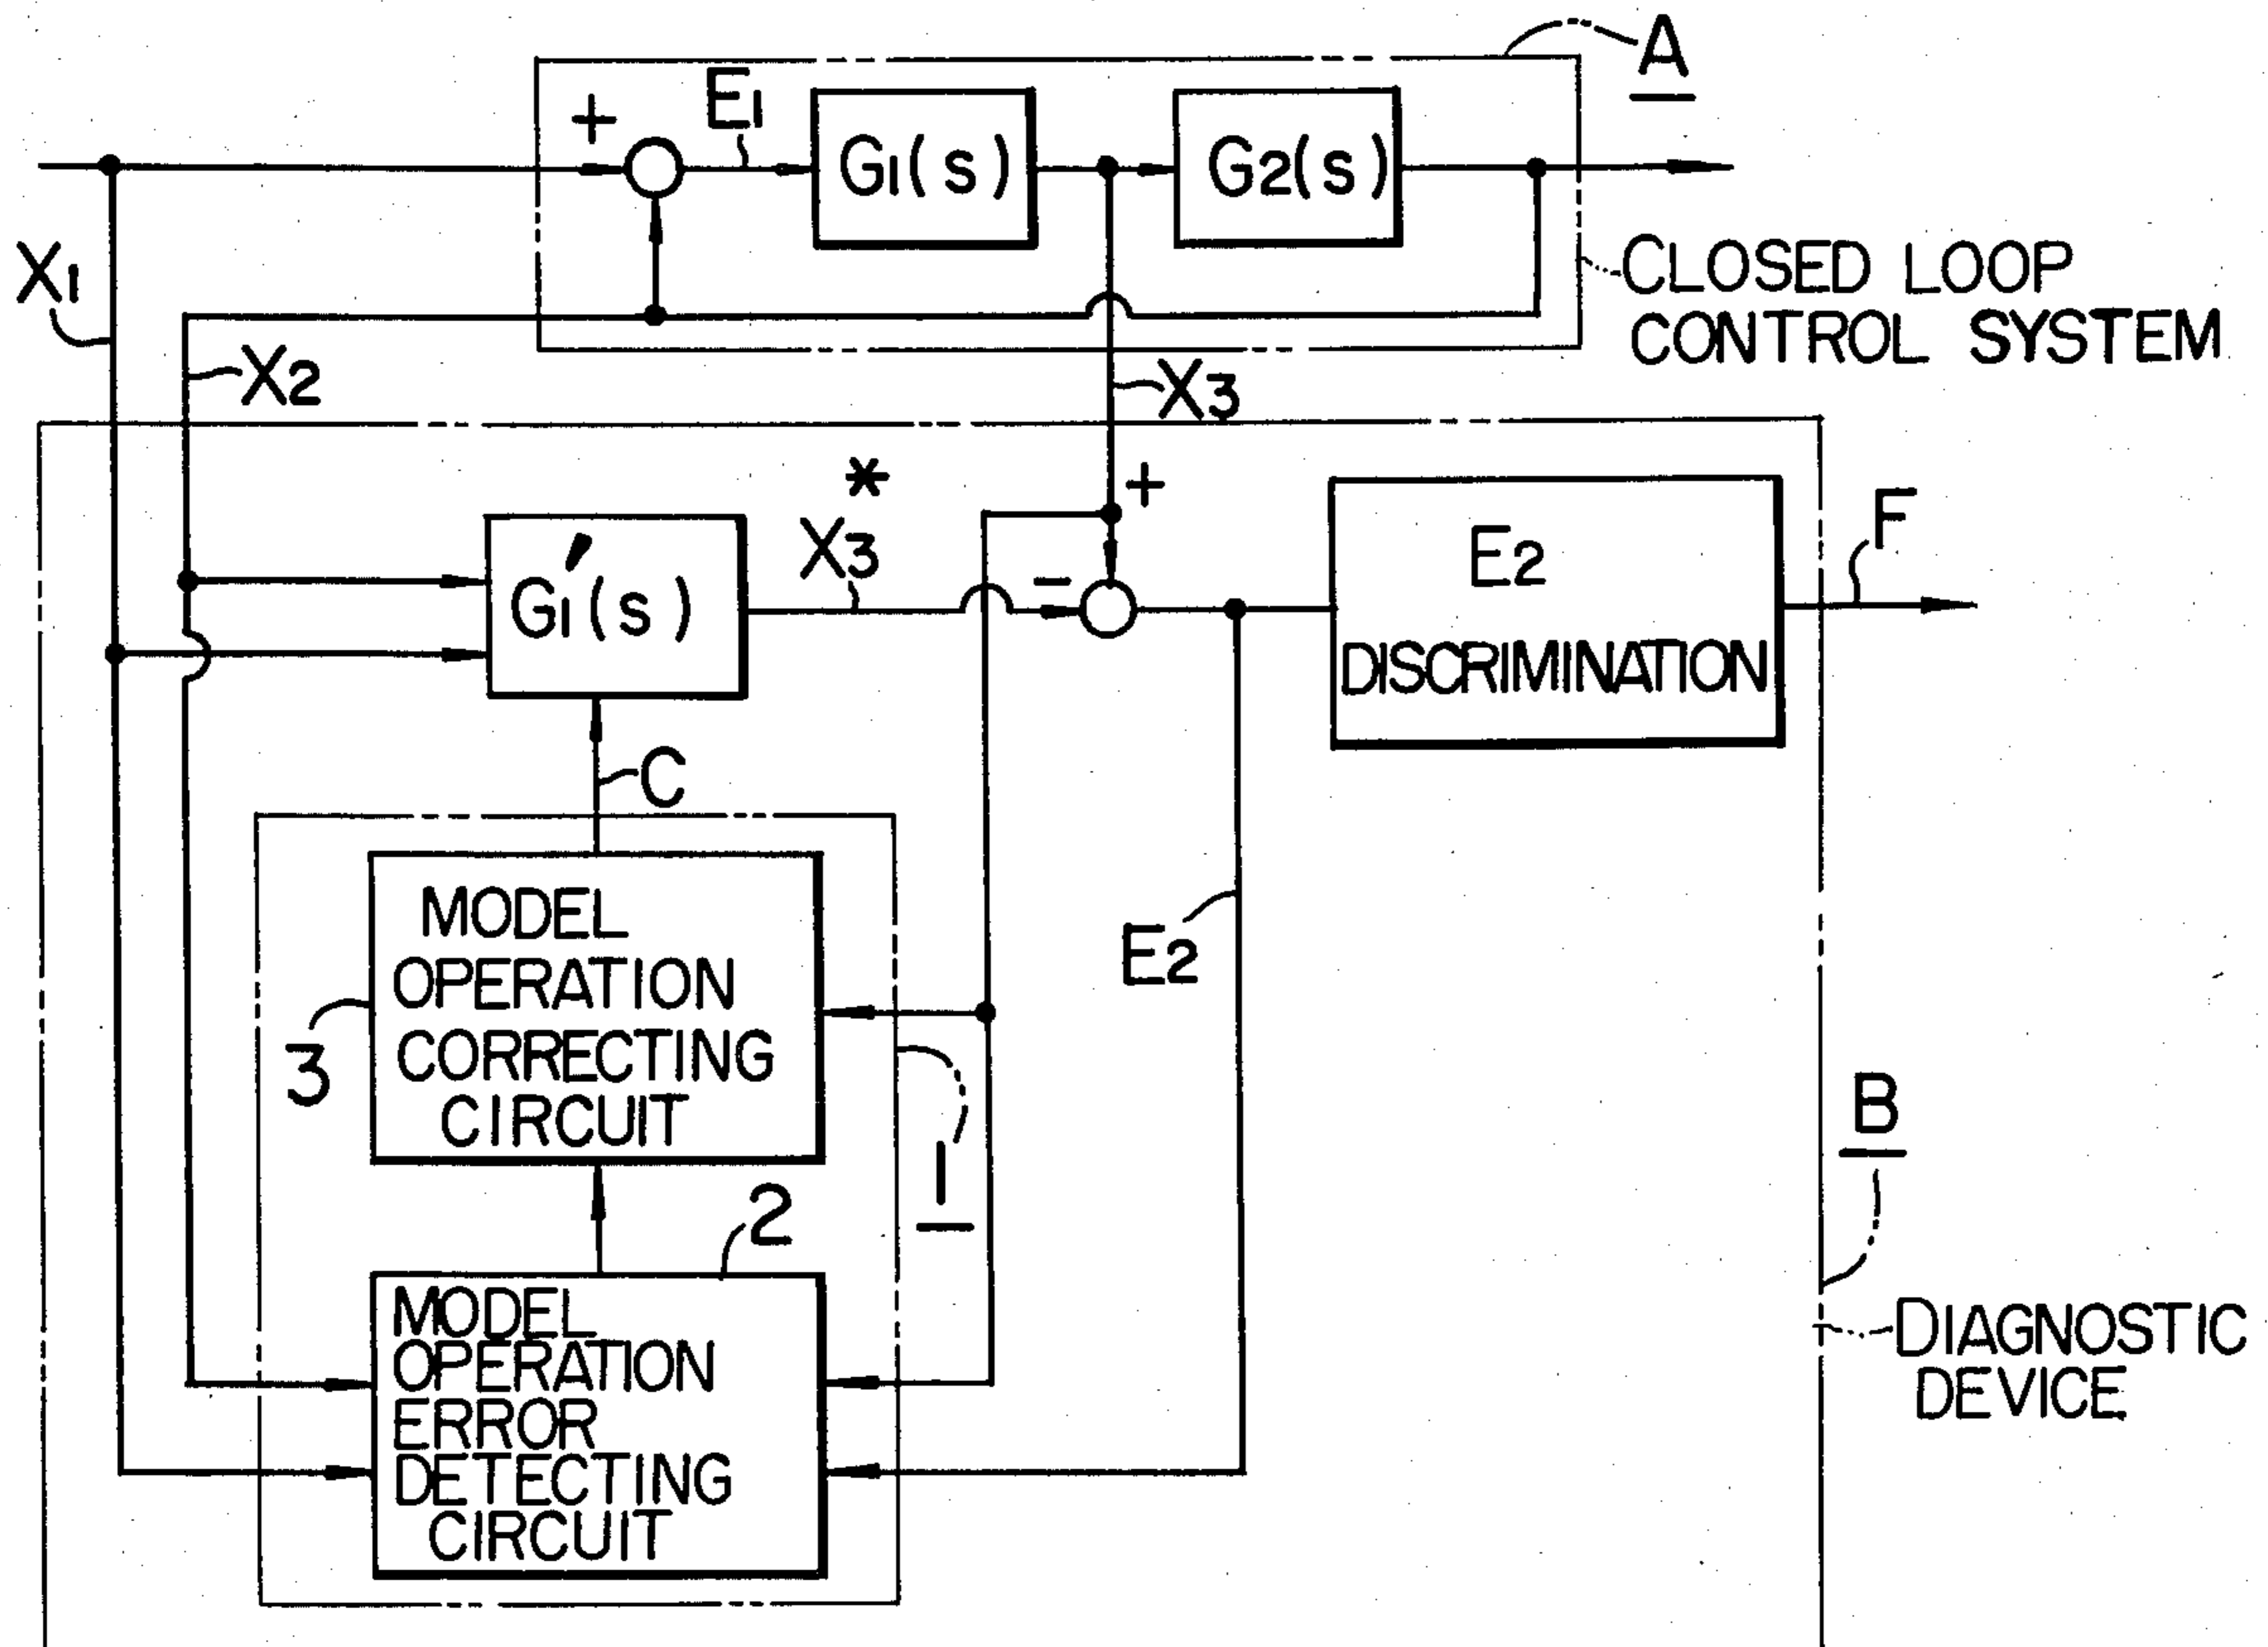 A
+
E1
G1(s)
G2(s)
X1
CLOSED LOOP
CONTROL SYSTEM
X2
X3
*
X3
+
−
G1'(s)
E2
DISCRIMINATION
F
C
MODEL
OPERATION
CORRECTING
CIRCUIT
3
E2
1
B
2
MODEL
OPERATION
ERROR
DETECTING
CIRCUIT
DIAGNOSTIC
DEVICE